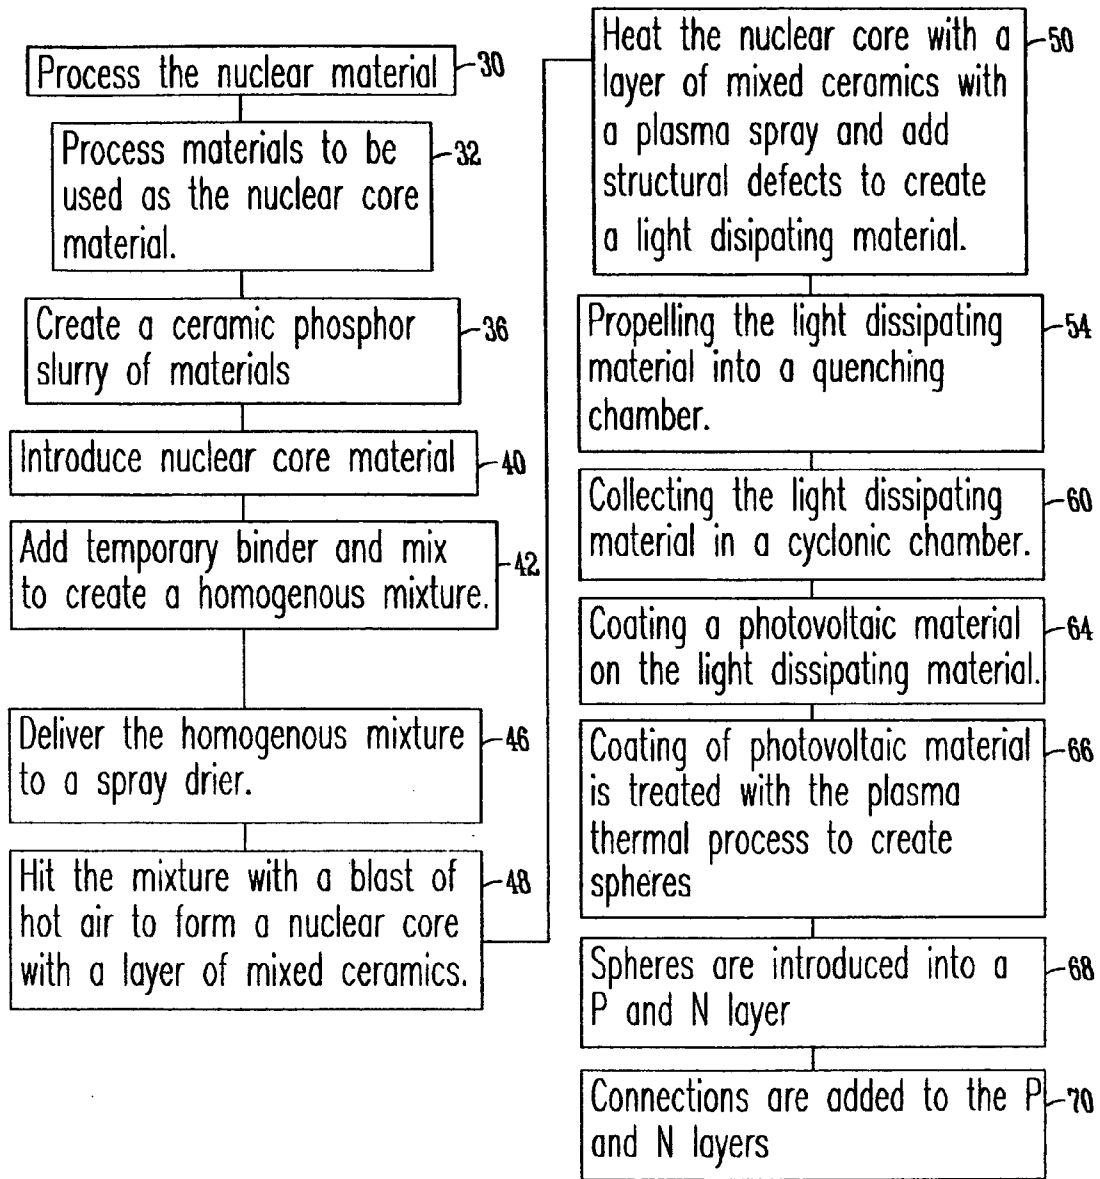 Process the nuclear material
30
Process materials to be
used as the nuclear core
material.
32
Create a ceramic phosphor
slurry of materials
36
Introduce nuclear core material
40
Add temporary binder and mix
to create a homogenous mixture.
42
Deliver the homogenous mixture
to a spray drier.
46
Hit the mixture with a blast of
hot air to form a nuclear core
with a layer of mixed ceramics.
48
Heat the nuclear core with a
layer of mixed ceramics with
a plasma spray and add
structural defects to create
a light disipating material.
50
Propelling the light dissipating
material into a quenching
chamber.
54
Collecting the light dissipating
material in a cyclonic chamber.
60
Coating a photovoltaic material
on the light dissipating material.
64
Coating of photovoltaic material
is treated with the plasma
thermal process to create
spheres
66
Spheres are introduced into a
P and N layer
68
Connections are added to the P
and N layers
70